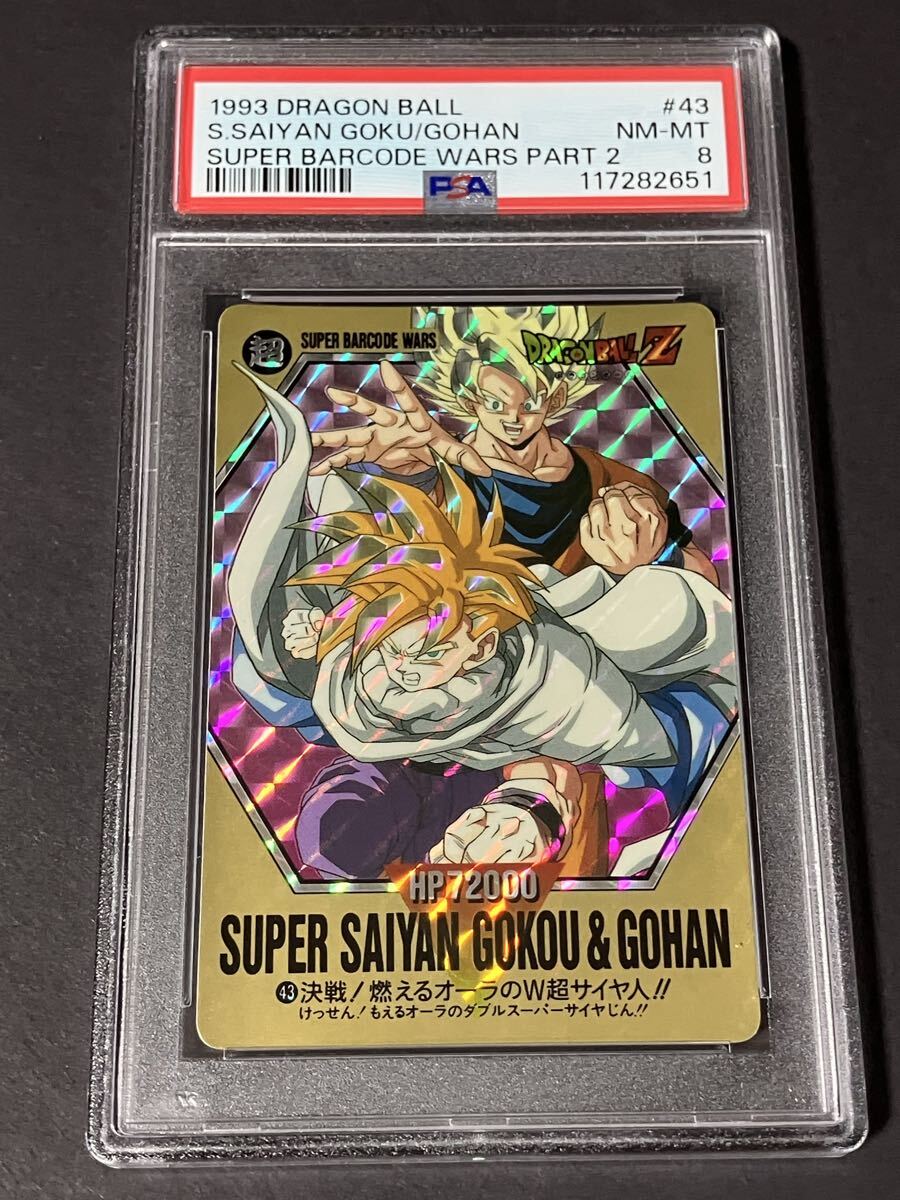 1993 DRAGON BALL #43
S.SAIYAN GOKU/GOHAN NM-MT
SUPER BARCODE WARS PART 2 8
PSA 117282651
超 SUPER BARCODE WARS DRAGON BALL Z
HP72000
SUPER SAIYAN GOKOU & GOHAN
43 決戦!燃えるオーラのW超サイヤ人!!
けっせん!もえるオーラのダブルスーパーサイヤじん!!